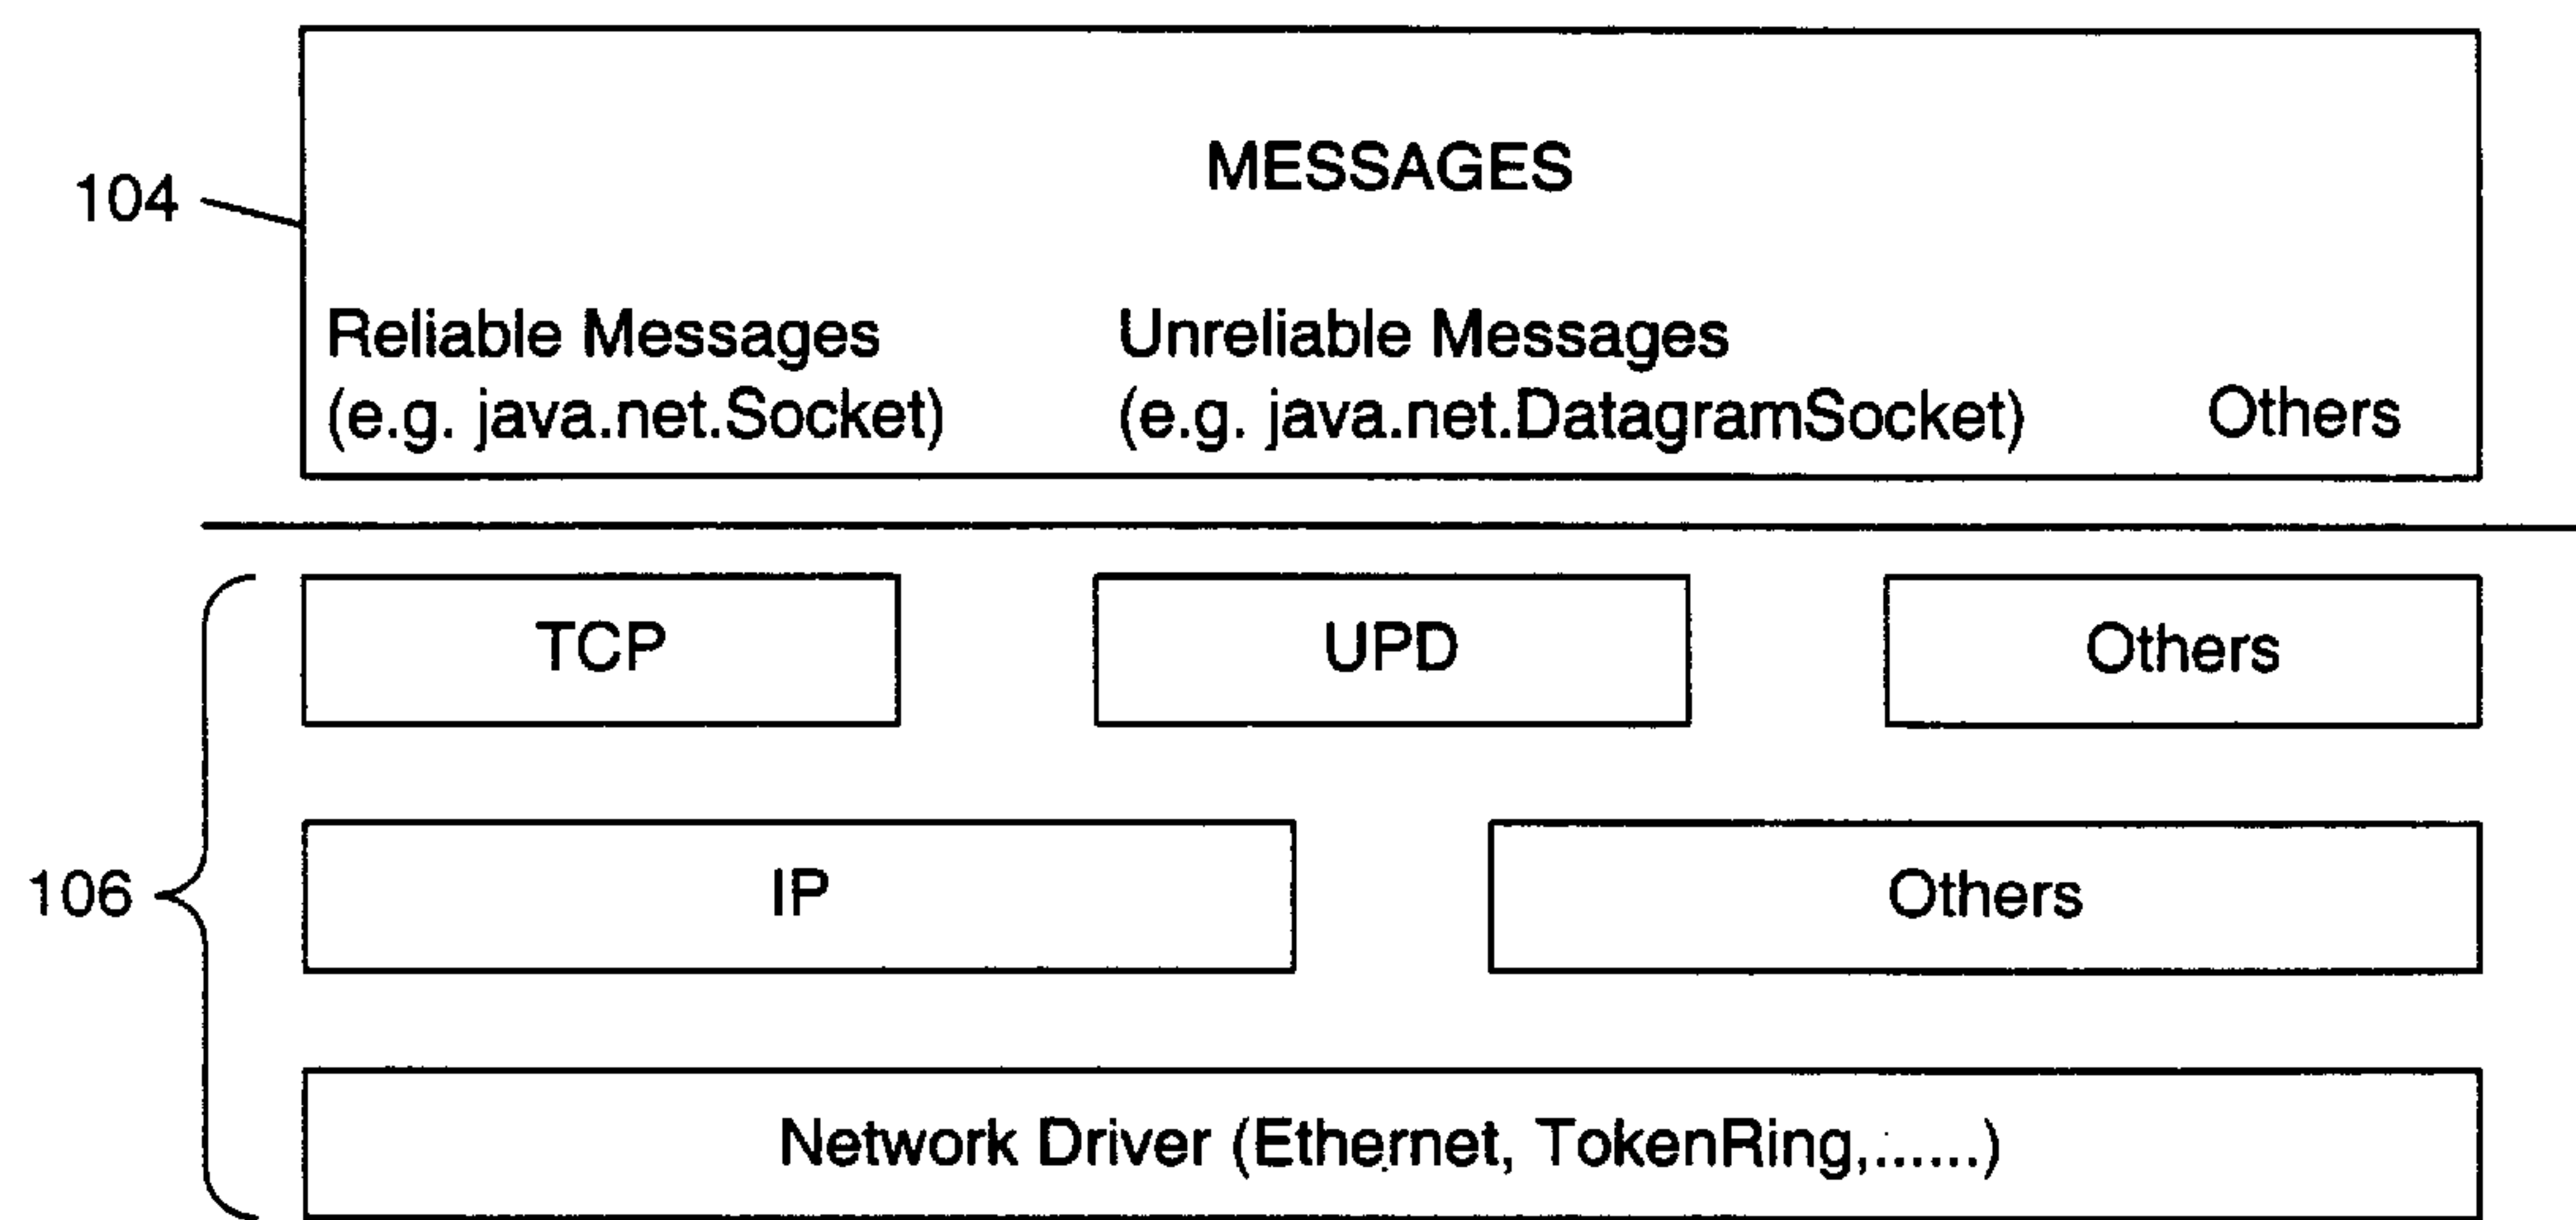 MESSAGES
104
Reliable Messages
(e.g. java.net.Socket)
Unreliable Messages
(e.g. java.net.DatagramSocket)
Others
TCP
UPD
Others
106
IP
Others
Network Driver (Ethernet, TokenRing,......)